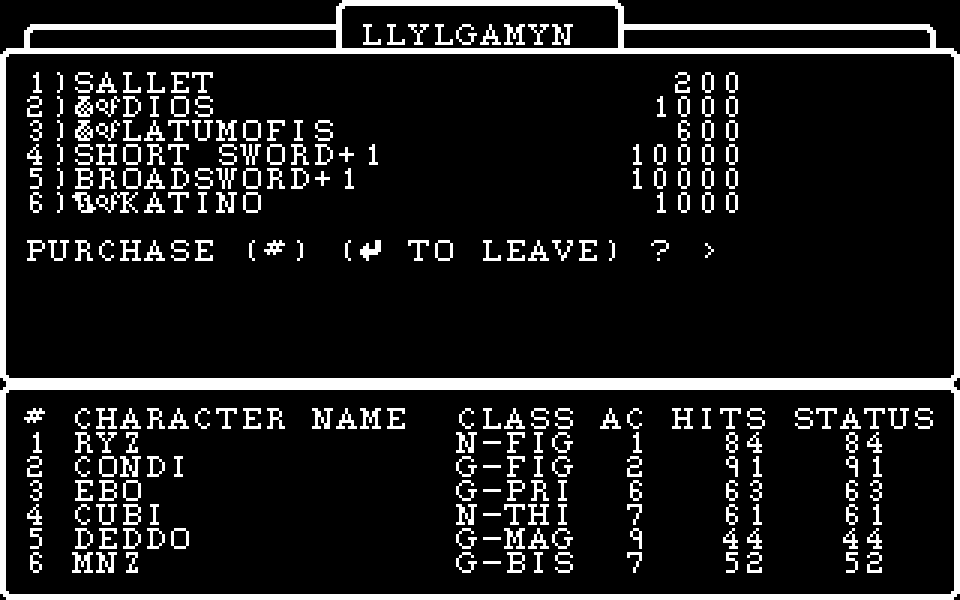 LLYLGAMYN
1)SALLET 200
2)DIOS 1000
3)LATUMOFIS 600
4)SHORT SWORD+1 10000
5)BROADSWORD+1 10000
6)KATINO 1000
PURCHASE (#) (↵ TO LEAVE) ? >
# CHARACTER NAME CLASS AC HITS STATUS
1 RYZ N-FIG 1 84 84
2 CONDI G-FIG 2 91 91
3 EBO G-PRI 6 63 63
4 CUBI N-THI 7 61 61
5 DEDDO G-MAG 9 44 44
6 MNZ G-BIS 7 52 52